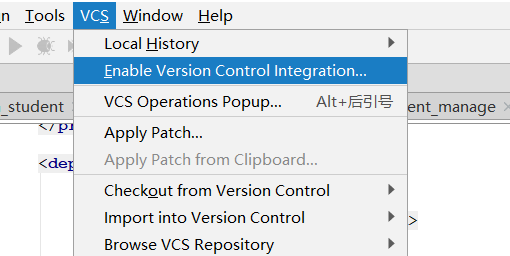 n Tools VCS Window Help
Local History
Enable Version Control Integration...
_student
VCS Operations Popup... Alt+后引号
ent_manage
</p
Apply Patch...
<dep
Apply Patch from Clipboard...
Checkout from Version Control
Import into Version Control
>
Browse VCS Repository